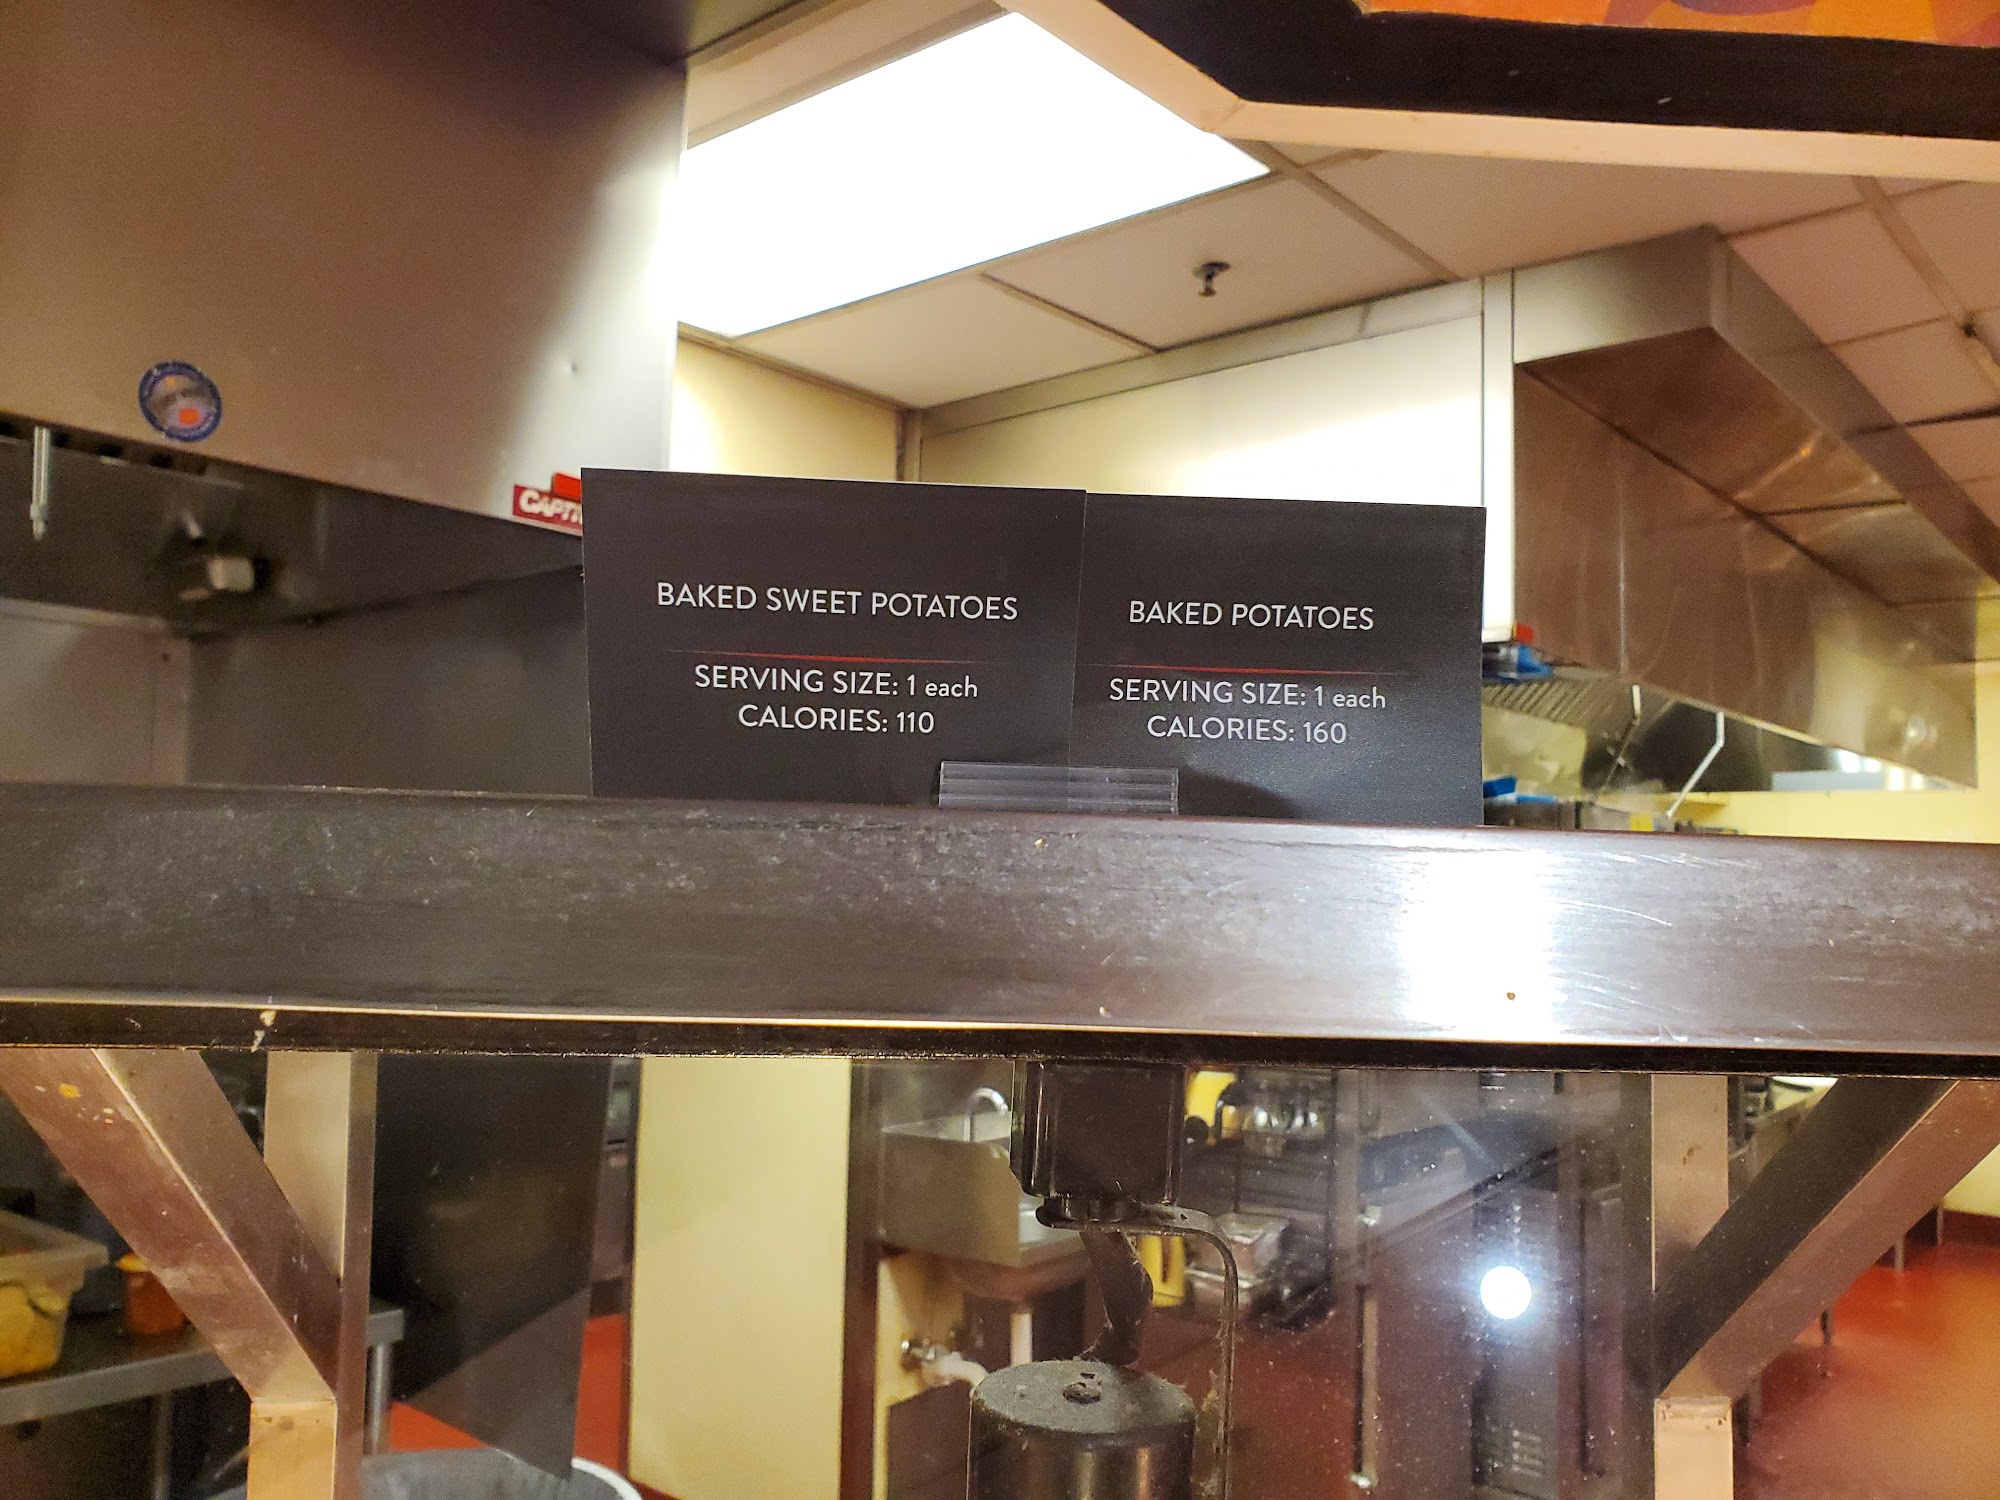 BAKED SWEET POTATOES
SERVING SIZE: 1 each
CALORIES: 110
BAKED POTATOES
SERVING SIZE: 1 each
CALORIES: 160